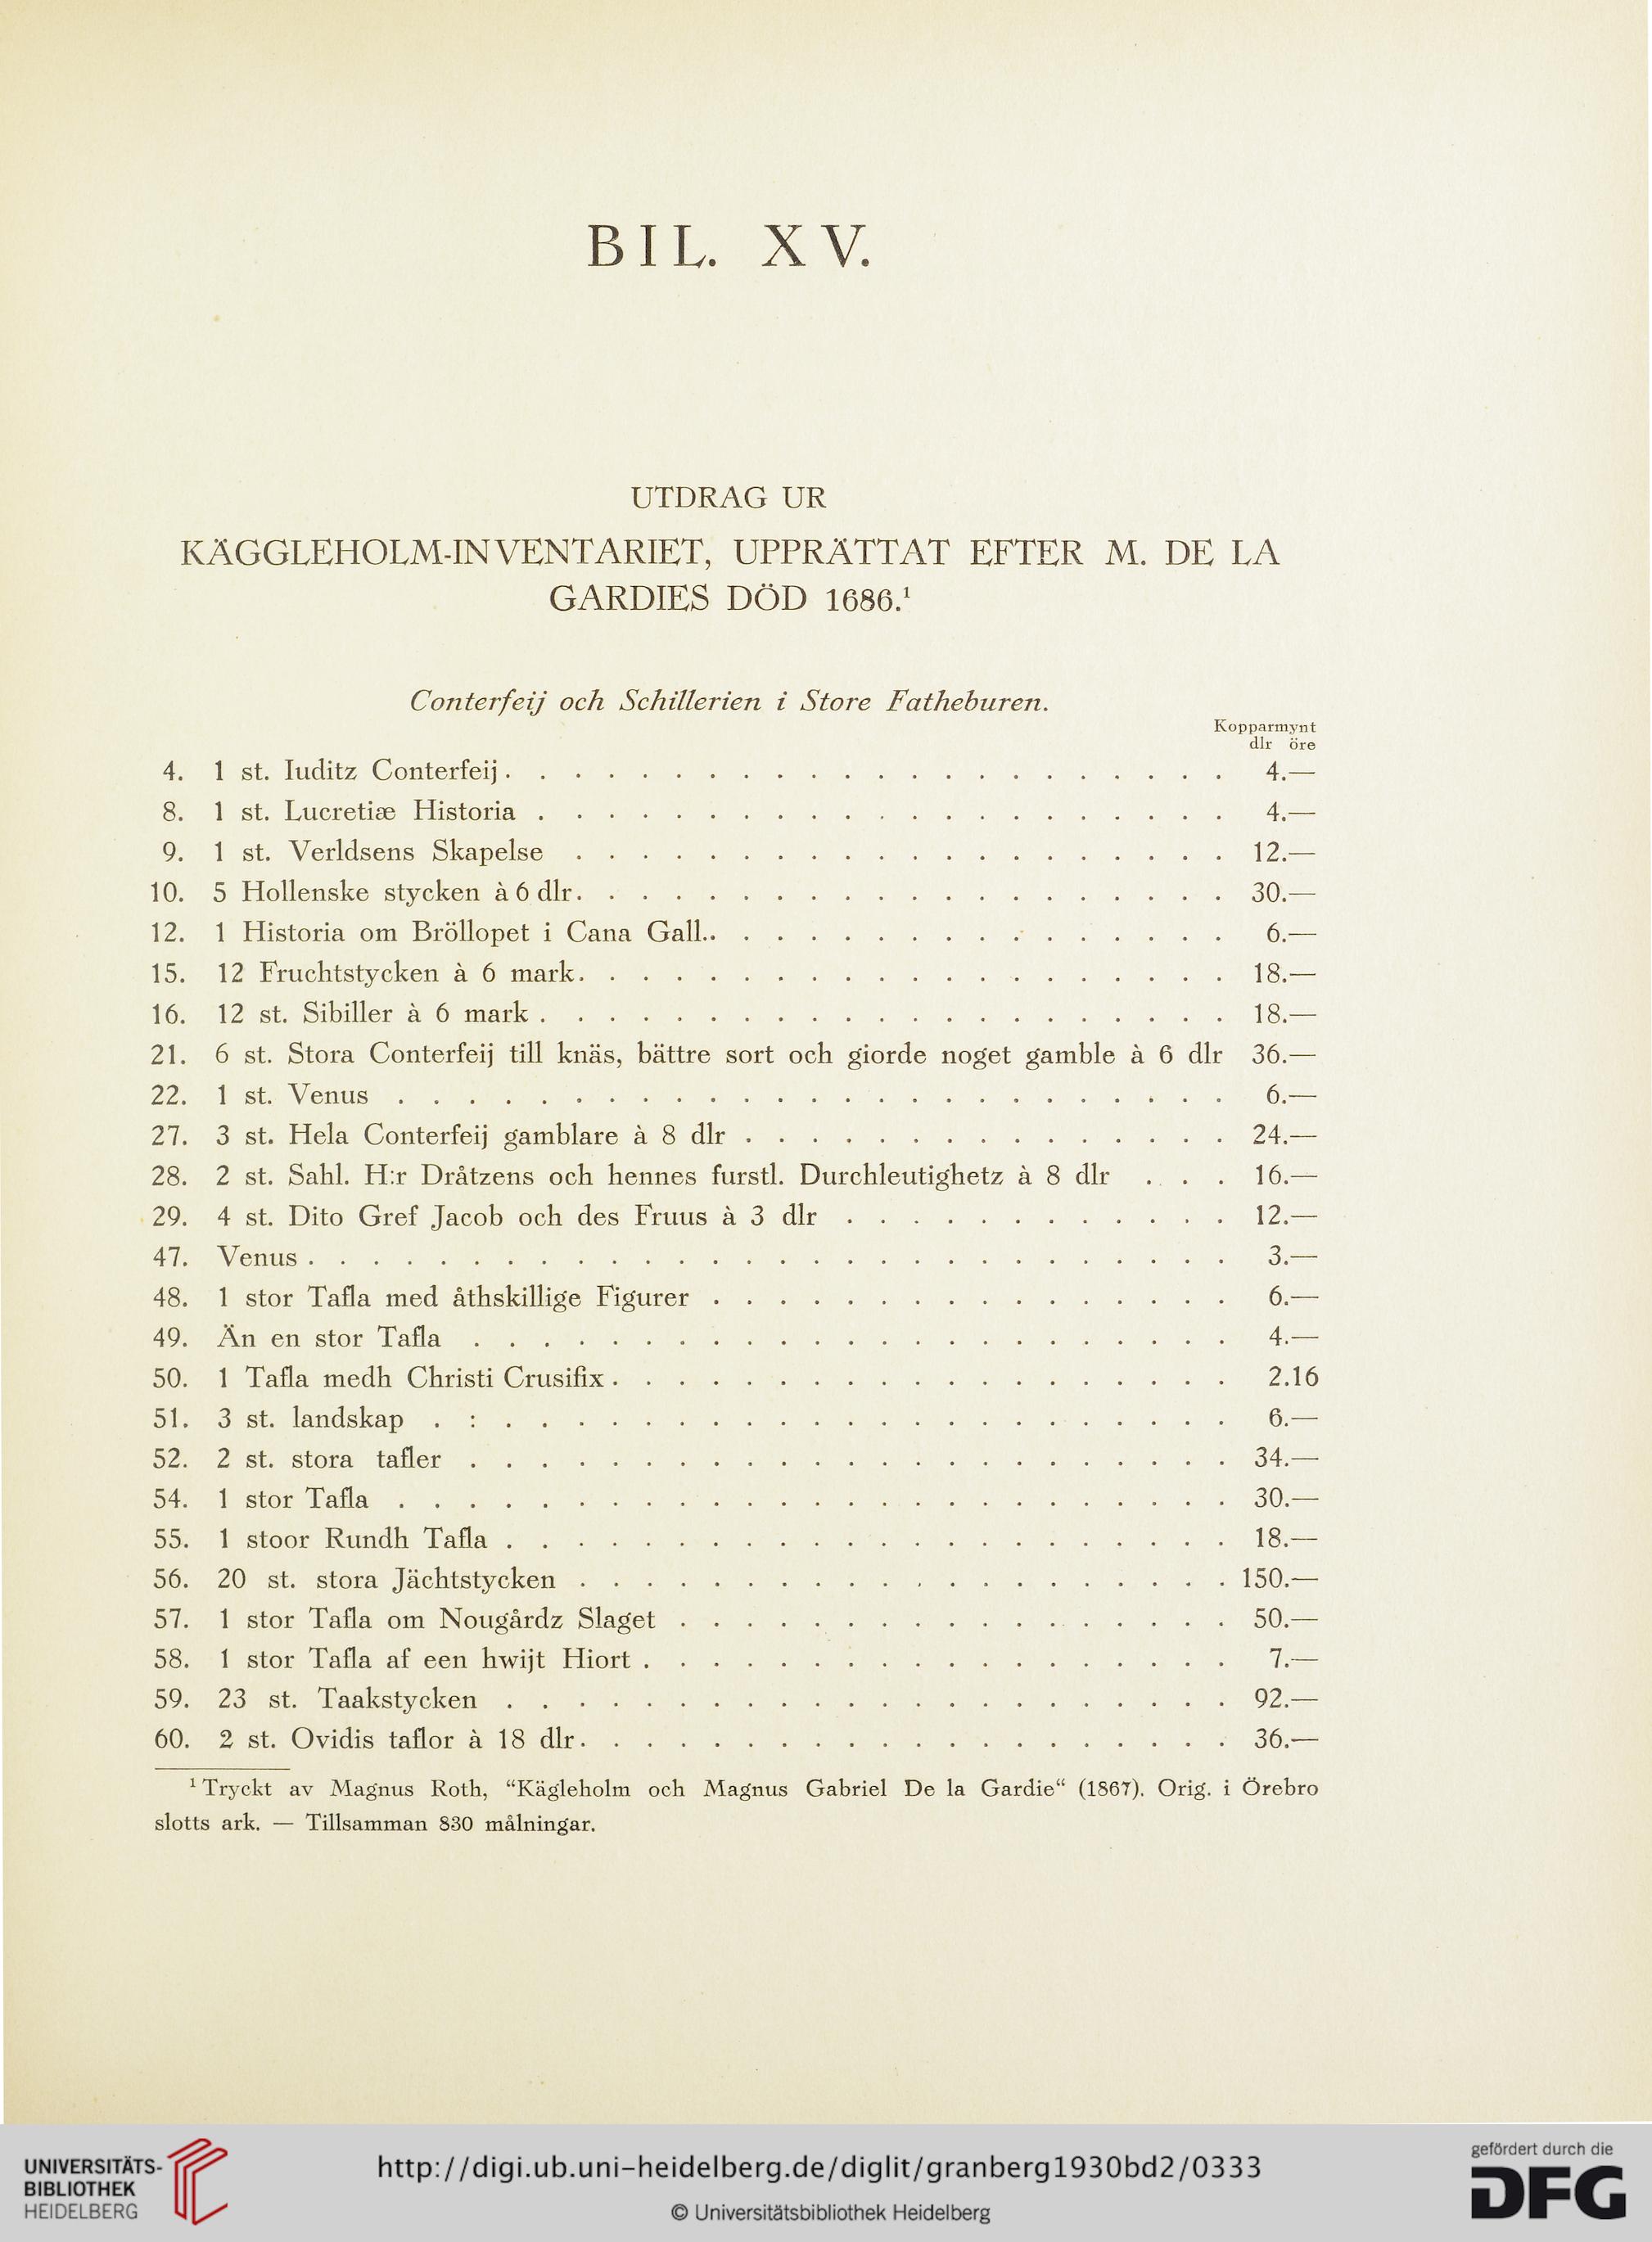 BIL. XV.
UTDRAG UR
KÄGGLEHOLM-INVENTARIET, UPPRÄTTAT EFTER M. DE LA
GARDIES DÖD 1686.¹
Conterfeij och Schillerien i Store Fatheburen.
Kopparmynt
dlr öre
4. 1 st. Iuditz Conterfeij . . . . . . . . . . . . . . . . . . . . . . 4.—
8. 1 st. Lucretiæ Historia . . . . . . . . . . . . . . . . . . . . . 4.—
9. 1 st. Verldsens Skapelse . . . . . . . . . . . . . . . . . . . . 12.—
10. 5 Hollenske stycken à 6 dlr. . . . . . . . . . . . . . . . . . . . 30.—
12. 1 Historia om Bröllopet i Cana Gall.. . . . . . . . . . . . . . . . 6.—
15. 12 Fruchtstycken à 6 mark. . . . . . . . . . . . . . . . . . . . 18.—
16. 12 st. Sibiller à 6 mark . . . . . . . . . . . . . . . . . . . . . 18.—
21. 6 st. Stora Conterfeij till knäs, bättre sort och giorde noget gamble à 6 dlr 36.—
22. 1 st. Venus . . . . . . . . . . . . . . . . . . . . . . . . . 6.—
27. 3 st. Hela Conterfeij gamblare à 8 dlr . . . . . . . . . . . . . . . 24.—
28. 2 st. Sahl. H:r Dråtzens och hennes furstl. Durchleutighetz à 8 dlr . . . 16.—
29. 4 st. Dito Gref Jacob och des Fruus à 3 dlr . . . . . . . . . . . . 12.—
47. Venus . . . . . . . . . . . . . . . . . . . . . . . . . . . . 3.—
48. 1 stor Tafla med åthskillige Figurer . . . . . . . . . . . . . . . . 6.—
49. Än en stor Tafla . . . . . . . . . . . . . . . . . . . . . . . 4.—
50. 1 Tafla medh Christi Crusifix . . . . . . . . . . . . . . . . . . . 2.16
51. 3 st. landskap . : . . . . . . . . . . . . . . . . . . . . . . 6.—
52. 2 st. stora tafler . . . . . . . . . . . . . . . . . . . . . . . 34.—
54. 1 stor Tafla . . . . . . . . . . . . . . . . . . . . . . . . . 30.—
55. 1 stoor Rundh Tafla . . . . . . . . . . . . . . . . . . . . . . 18.—
56. 20 st. stora Jächtstycken . . . . . . . . . . . . . . . . . . . . 150.—
57. 1 stor Tafla om Nougårdz Slaget . . . . . . . . . . . . . . . . . 50.—
58. 1 stor Tafla af een hwijt Hiort . . . . . . . . . . . . . . . . . . 7.—
59. 23 st. Taakstycken . . . . . . . . . . . . . . . . . . . . . . 92.—
60. 2 st. Ovidis taflor à 18 dlr. . . . . . . . . . . . . . . . . . . . 36.—
¹ Tryckt av Magnus Roth, “Kägleholm och Magnus Gabriel De la Gardie“ (1867). Orig. i Örebro
slotts ark. — Tillsamman 830 målningar.
UNIVERSITÄTS-
BIBLIOTHEK
HEIDELBERG
http://digi.ub.uni-heidelberg.de/diglit/granberg1930bd2/0333
© Universitätsbibliothek Heidelberg
gefördert durch die
DFG